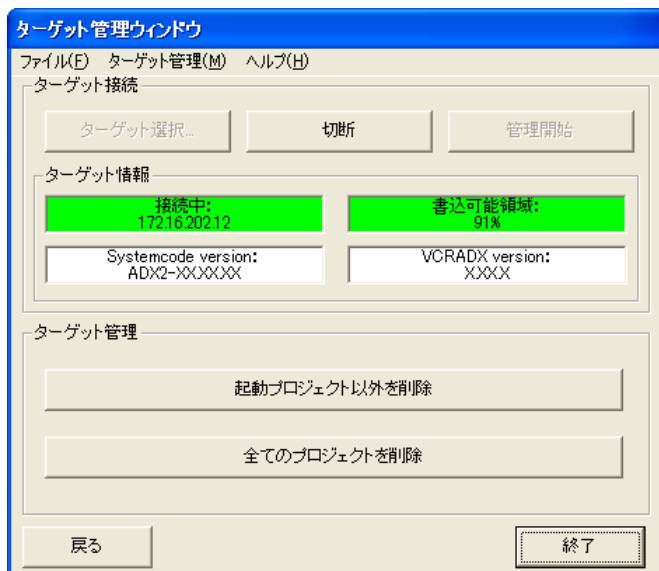 ターゲット管理ウィンドウ
ファイル(F) ターゲット管理(M) ヘルプ(H)
ターゲット接続
ターゲット選択... 切断 管理開始
ターゲット情報
接続中: 書込可能領域:
172.16.202.12 91%
Systemcode version: VCRADX version:
ADX2-XX.XX.XX X.XX.X
ターゲット管理
起動プロジェクト以外を削除
全てのプロジェクトを削除
戻る 終了